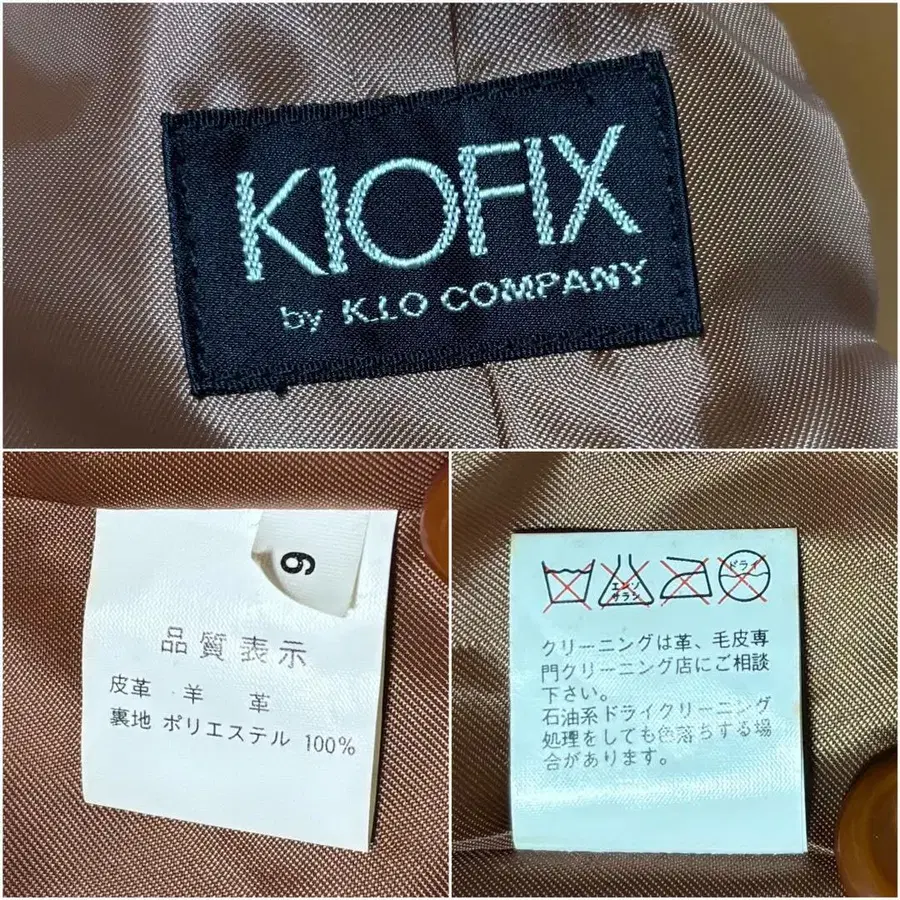 KIOFIX
by K.I.O COMPANY
9
品質表示
皮革 羊 革
裏地 ポリエステル 100%
エンソ
サラシ
ドライ
クリーニングは革、毛皮専
門クリーニング店にご相談
下さい。
石油系ドライクリーニング
処理をしても色落ちする場
合があります。